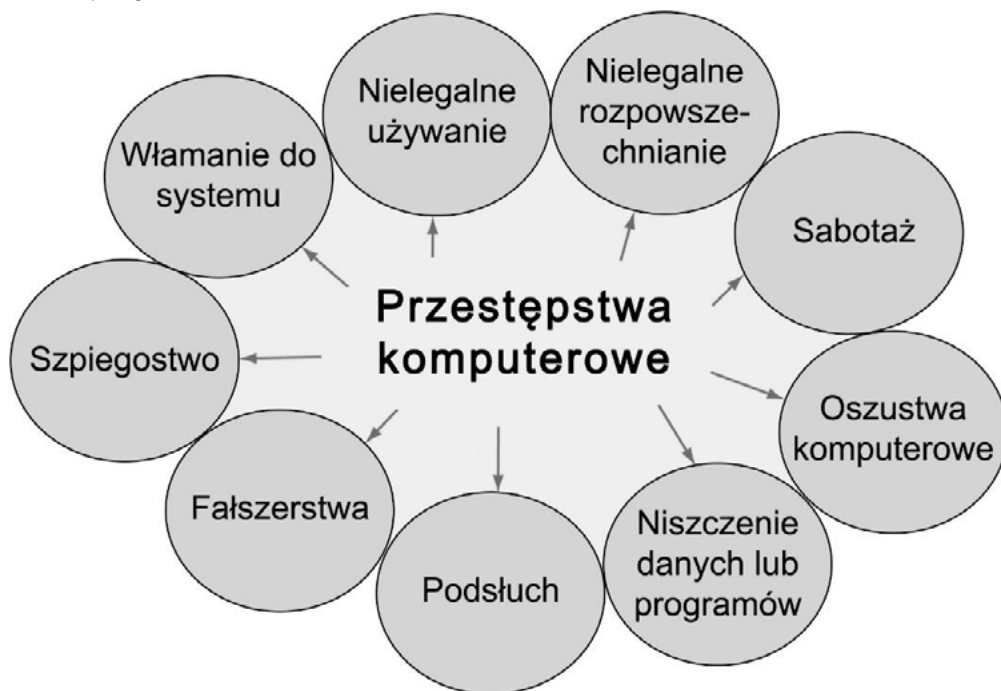 Przestępstwa
komputerowe
Nielegalne
używanie
Nielegalne
rozpowsze-
chnianie
Sabotaż
Oszustwa
komputerowe
Niszczenie
danych lub
programów
Podsłuch
Fałszerstwa
Szpiegostwo
Włamanie do
systemu